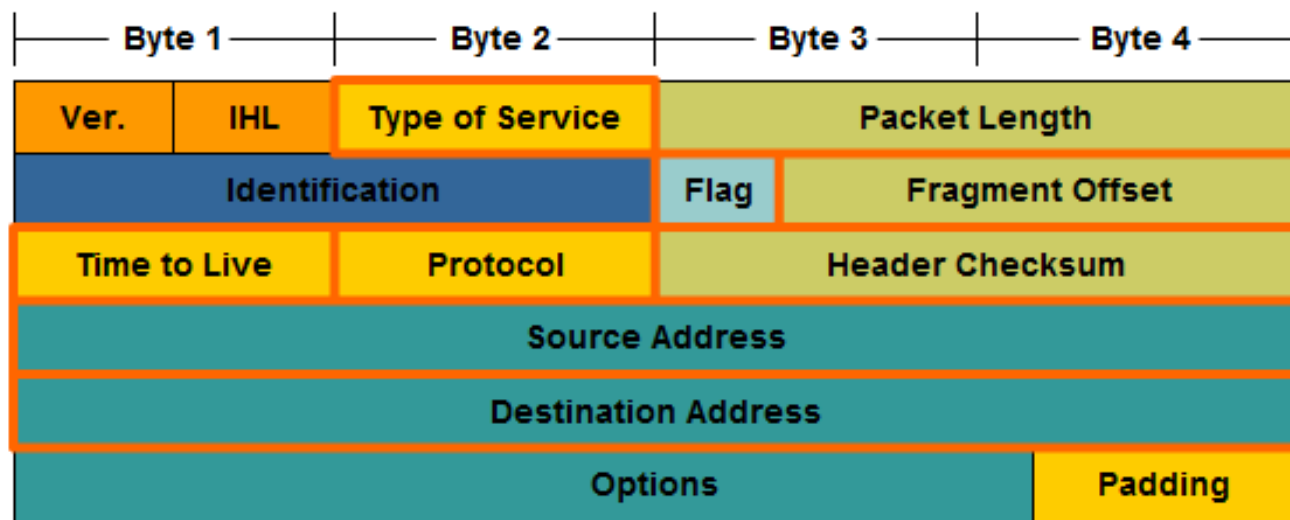 Byte 1 Byte 2 Byte 3 Byte 4
Ver. IHL Type of Service Packet Length
Identification Flag Fragment Offset
Time to Live Protocol Header Checksum
Source Address
Destination Address
Options Padding